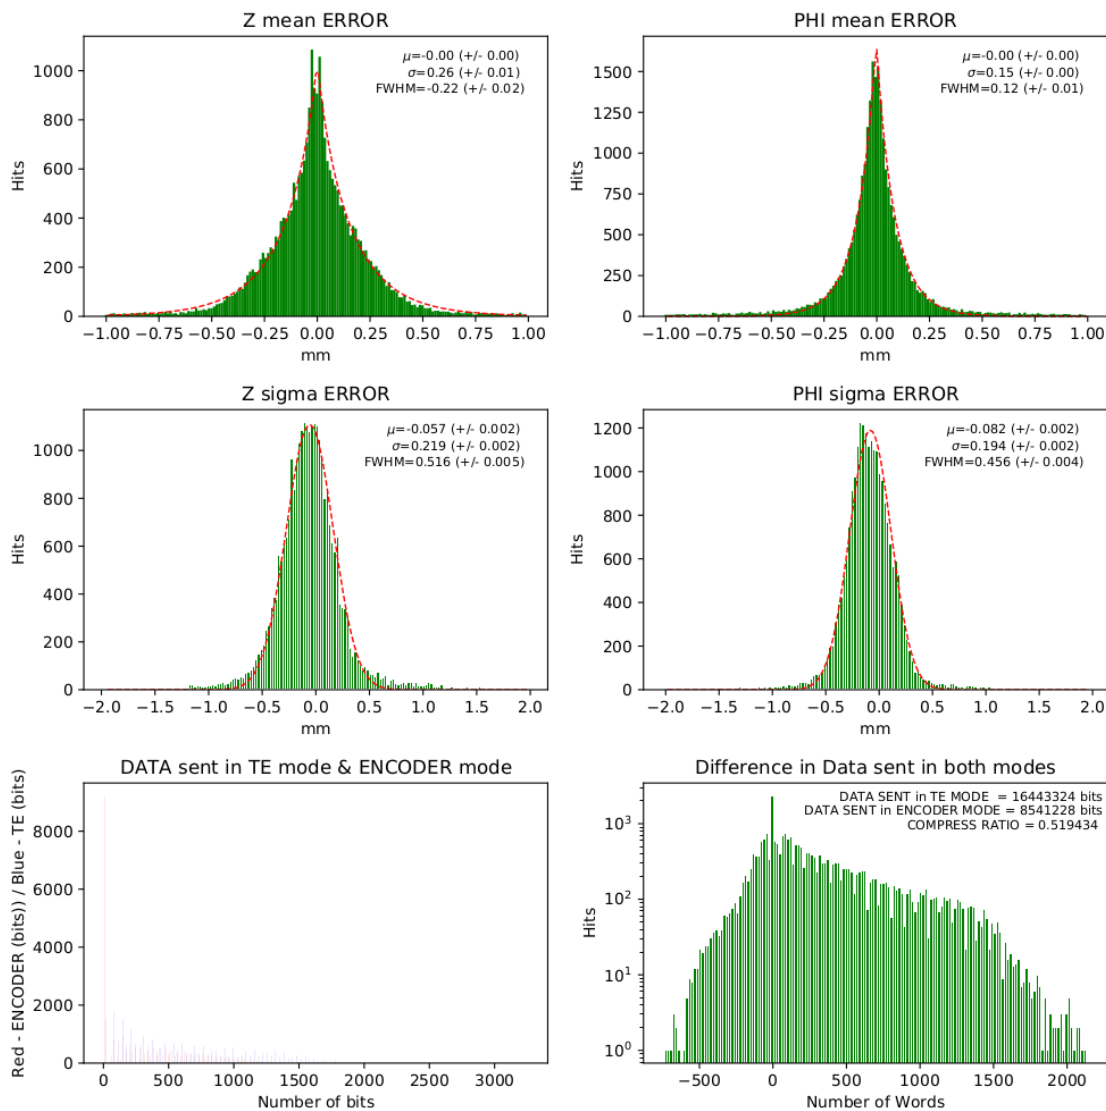 Z mean ERROR
μ=-0.00 (+/- 0.00)
σ=0.26 (+/- 0.01)
FWHM=-0.22 (+/- 0.02)
Hits
1000
800
600
400
200
0
−1.00 −0.75 −0.50 −0.25 0.00 0.25 0.50 0.75 1.00
mm
PHI mean ERROR
μ=-0.00 (+/- 0.00)
σ=0.15 (+/- 0.00)
FWHM=0.12 (+/- 0.01)
Hits
1500
1250
1000
750
500
250
0
−1.00 −0.75 −0.50 −0.25 0.00 0.25 0.50 0.75 1.00
mm
Z sigma ERROR
μ=-0.057 (+/- 0.002)
σ=0.219 (+/- 0.002)
FWHM=0.516 (+/- 0.005)
Hits
1000
800
600
400
200
0
−2.0 −1.5 −1.0 −0.5 0.0 0.5 1.0 1.5 2.0
mm
PHI sigma ERROR
μ=-0.082 (+/- 0.002)
σ=0.194 (+/- 0.002)
FWHM=0.456 (+/- 0.004)
Hits
1200
1000
800
600
400
200
0
−2.0 −1.5 −1.0 −0.5 0.0 0.5 1.0 1.5 2.0
mm
DATA sent in TE mode & ENCODER mode
Red - ENCODER (bits)) / Blue - TE (bits)
8000
6000
4000
2000
0
0 500 1000 1500 2000 2500 3000
Number of bits
Difference in Data sent in both modes
DATA SENT in TE MODE = 16443324 bits
DATA SENT in ENCODER MODE = 8541228 bits
COMPRESS RATIO = 0.519434
Hits
10³
10²
10¹
10⁰
−500 0 500 1000 1500 2000
Number of Words